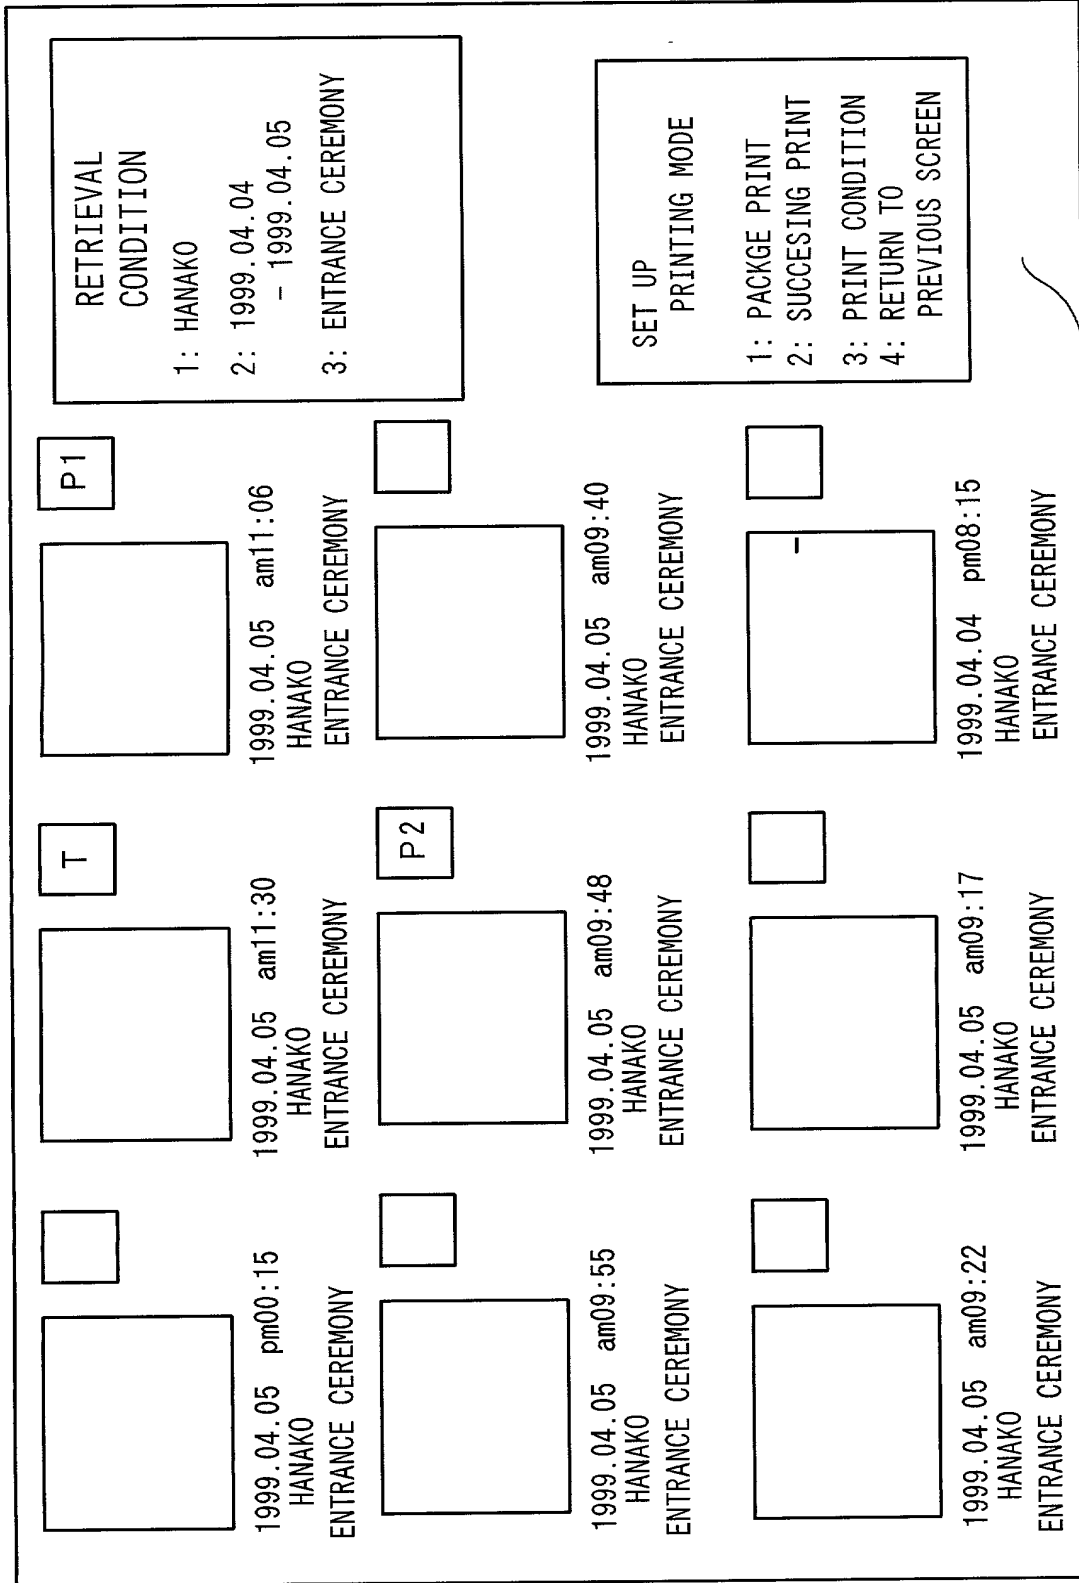 T
P1
1999.04.05 pm00:15
HANAKO
ENTRANCE CEREMONY
1999.04.05 am11:30
HANAKO
ENTRANCE CEREMONY
1999.04.05 am11:06
HANAKO
ENTRANCE CEREMONY
P2
1999.04.05 am09:55
HANAKO
ENTRANCE CEREMONY
1999.04.05 am09:48
HANAKO
ENTRANCE CEREMONY
1999.04.05 am09:40
HANAKO
ENTRANCE CEREMONY
1999.04.05 am09:22
HANAKO
ENTRANCE CEREMONY
1999.04.05 am09:17
HANAKO
ENTRANCE CEREMONY
1999.04.04 pm08:15
HANAKO
ENTRANCE CEREMONY
RETRIEVAL
CONDITION
1: HANAKO
2: 1999.04.04
- 1999.04.05
3: ENTRANCE CEREMONY
SET UP
PRINTING MODE
1: PACKGE PRINT
2: SUCCESING PRINT
3: PRINT CONDITION
4: RETURN TO
PREVIOUS SCREEN